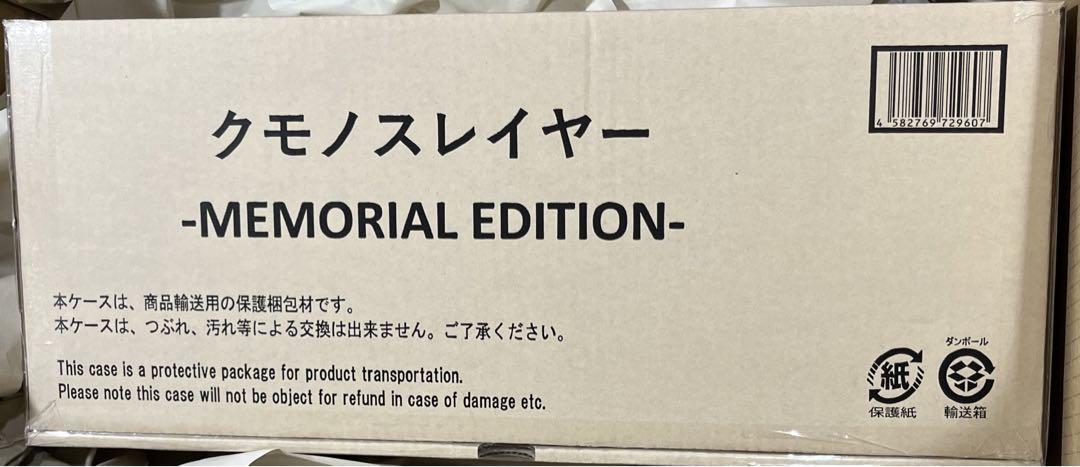 クモノスレイヤー
-MEMORIAL EDITION-
4 582769 729607
本ケースは、商品輸送用の保護梱包材です。
本ケースは、つぶれ、汚れ等による交換は出来ません。ご了承ください。
This case is a protective package for product transportation.
Please note this case will not be object for refund in case of damage etc.
紙
保護紙
ダンボール
輸送箱